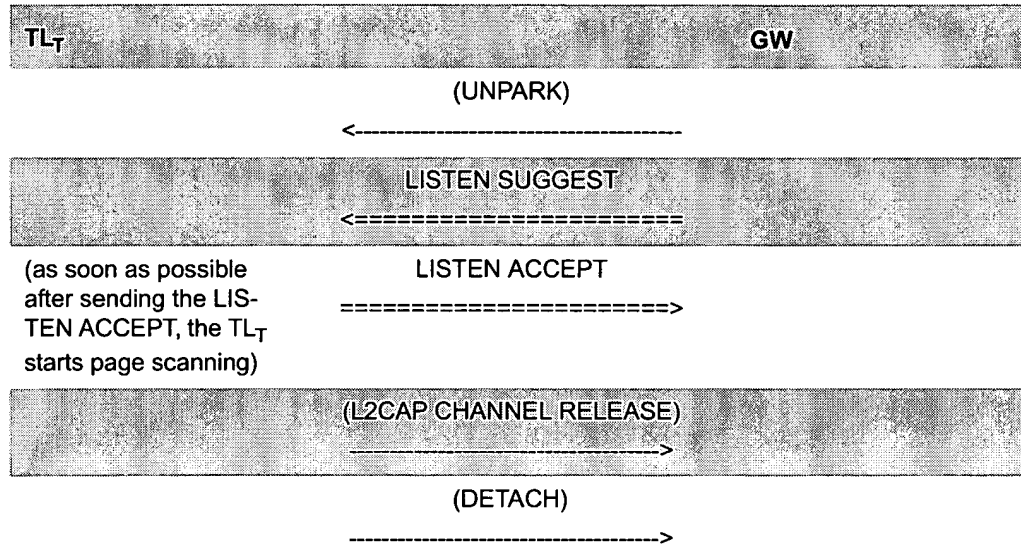 TLT GW
(UNPARK)
<------------------------------------
LISTEN SUGGEST
<=======================
(as soon as possible
after sending the LIS-
TEN ACCEPT, the TLT
starts page scanning)
LISTEN ACCEPT
=======================>
(L2CAP CHANNEL RELEASE)
---------------------------------->
(DETACH)
---------------------------------->